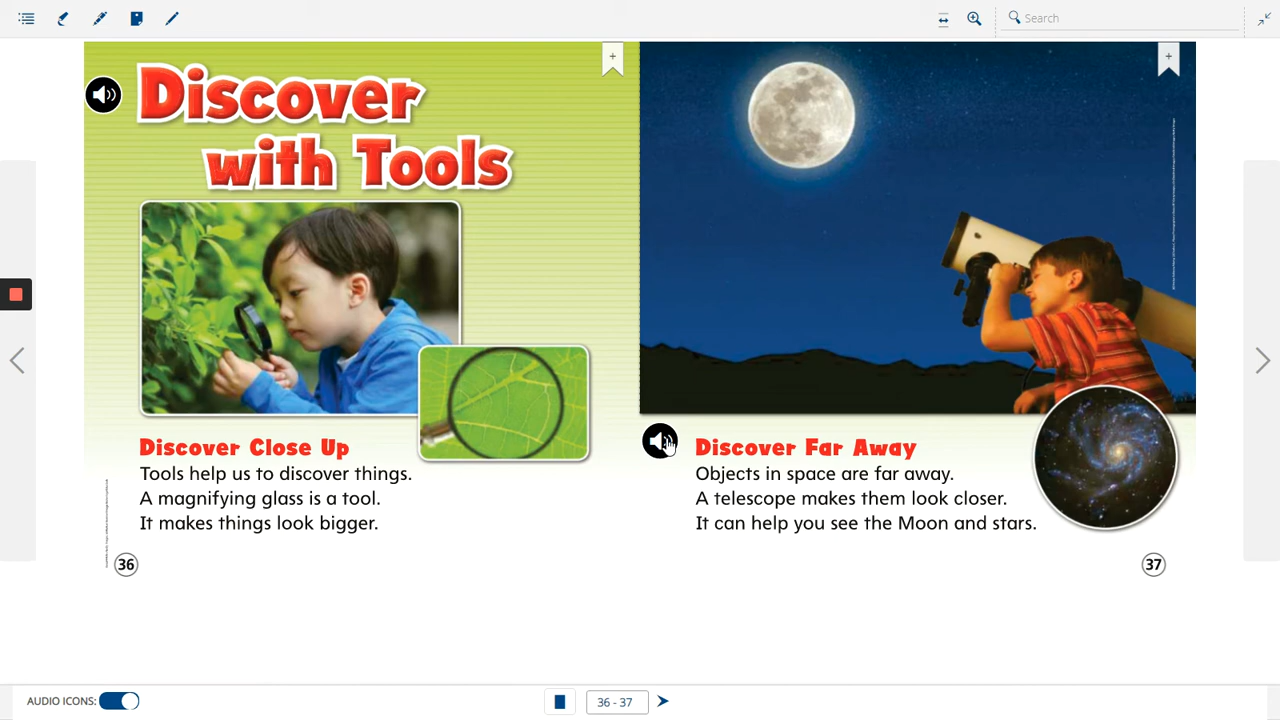 Search
Discover
with Tools
Discover Close Up
Tools help us to discover things.
A magnifying glass is a tool.
It makes things look bigger.
36
Discover Far Away
Objects in space are far away.
A telescope makes them look closer.
It can help you see the Moon and stars.
37
AUDIO ICONS:
36 - 37